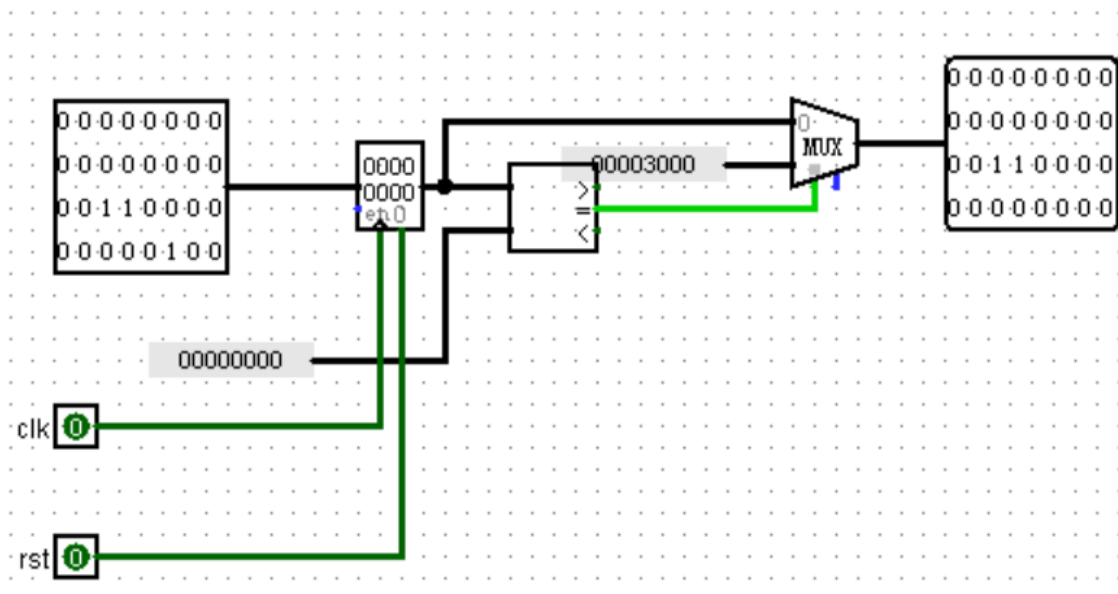 0 0 0 0 0 0 0 0
0 0 0 0 0 0 0 0
0 0 1 1 0 0 0 0
0 0 0 0 0 1 0 0
0000
0000
en 0
00000000
clk 0
rst 0
>
=
<
00003000
0
MUX
0 0 0 0 0 0 0 0
0 0 0 0 0 0 0 0
0 0 1 1 0 0 0 0
0 0 0 0 0 0 0 0